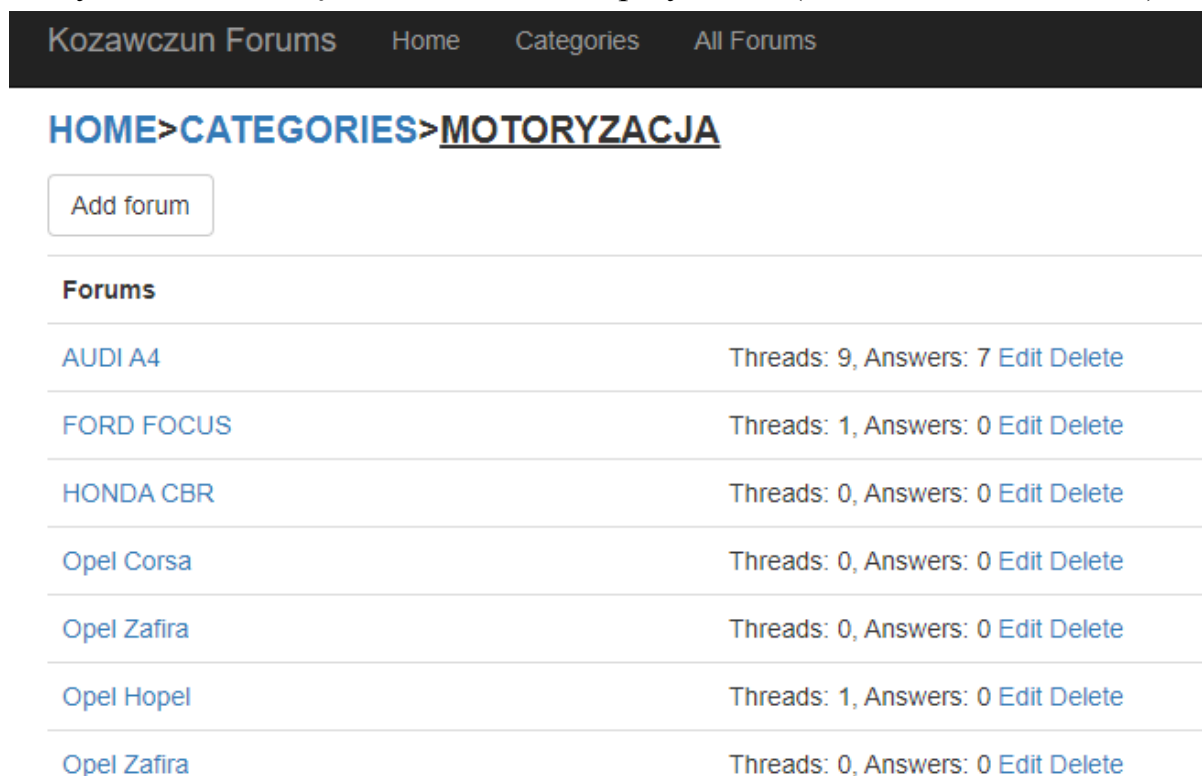 Kozawczun Forums Home Categories All Forums
HOME>CATEGORIES>MOTORYZACJA
Add forum
Forums
AUDI A4 Threads: 9, Answers: 7 Edit Delete
FORD FOCUS Threads: 1, Answers: 0 Edit Delete
HONDA CBR Threads: 0, Answers: 0 Edit Delete
Opel Corsa Threads: 0, Answers: 0 Edit Delete
Opel Zafira Threads: 0, Answers: 0 Edit Delete
Opel Hopel Threads: 1, Answers: 0 Edit Delete
Opel Zafira Threads: 0, Answers: 0 Edit Delete